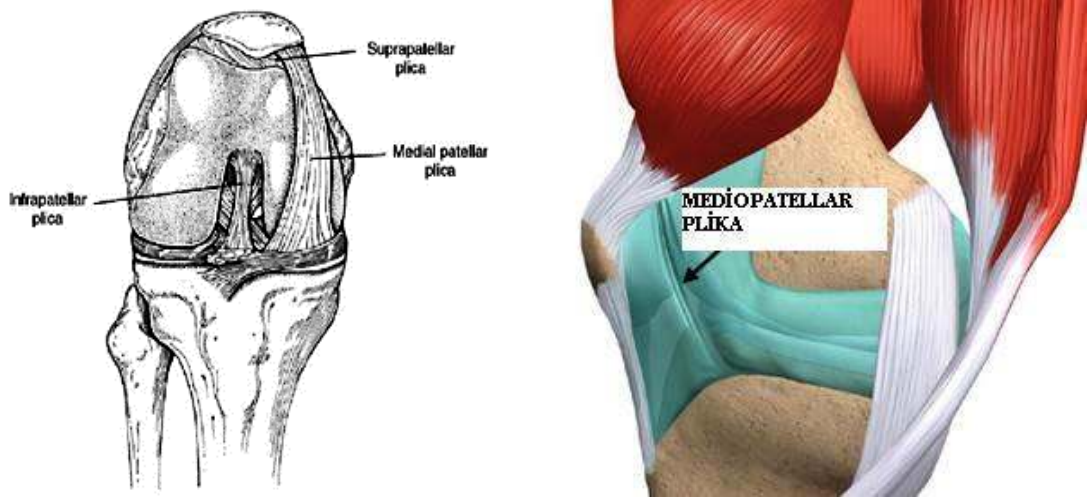 Suprapatellar
plica
Medial patellar
plica
Infrapatellar
plica
MEDİOPATELLAR
PLİKA